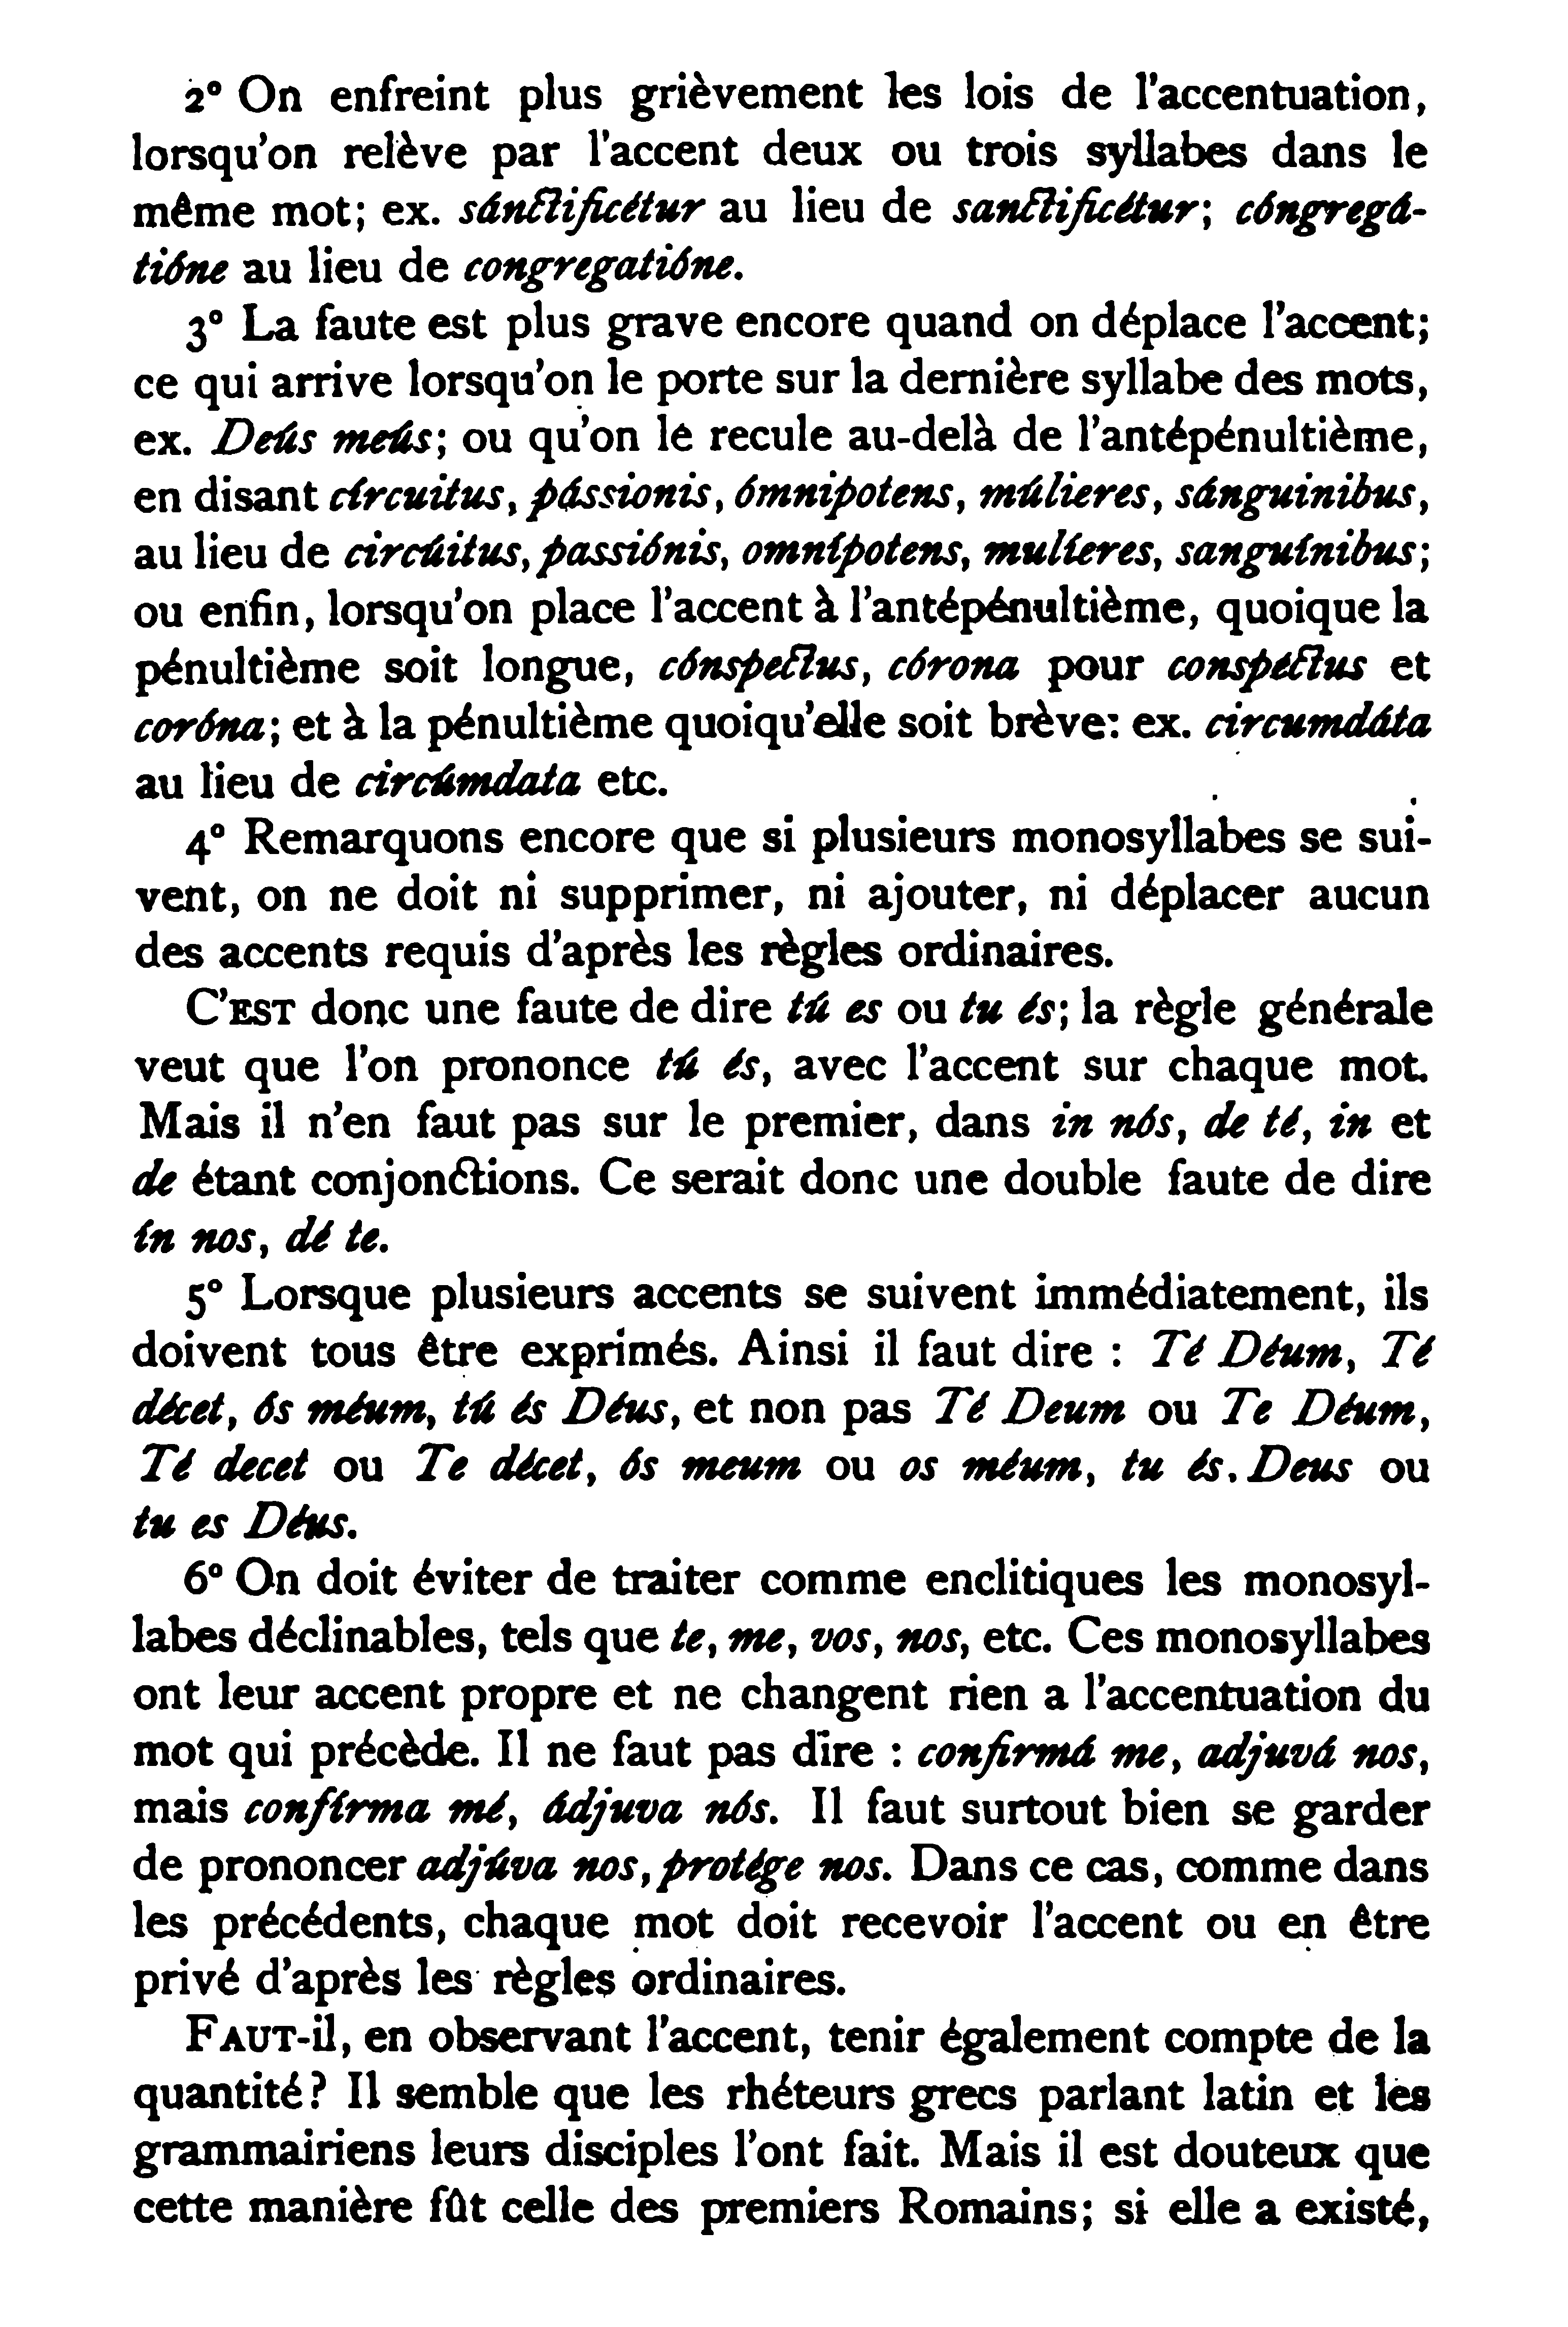 2° On enfreint plus grièvement les lois de l'accentuation,
lorsqu'on relève par l'accent deux ou trois syllabes dans le
même mot; ex. sánctificétur au lieu de sanctificétur; cóngregá-
tióne au lieu de congregatióne.
3° La faute est plus grave encore quand on déplace l'accent;
ce qui arrive lorsqu'on le porte sur la dernière syllabe des mots,
ex. Deús meús; ou qu'on le recule au-delà de l'antépénultième,
en disant círcuitus, pássionis, ómnipotens, múlieres, sánguinibus,
au lieu de circúitus, passiónis, omnípotens, mulíeres, sanguínibus;
ou enfin, lorsqu'on place l'accent à l'antépénultième, quoique la
pénultième soit longue, cónspectus, córona pour conspéctus et
coróna; et à la pénultième quoiqu'elle soit brève: ex. circumdáta
au lieu de circúmdata etc.
4° Remarquons encore que si plusieurs monosyllabes se sui-
vent, on ne doit ni supprimer, ni ajouter, ni déplacer aucun
des accents requis d'après les règles ordinaires.
C'EST donc une faute de dire tú es ou tu és; la règle générale
veut que l'on prononce tú és, avec l'accent sur chaque mot.
Mais il n'en faut pas sur le premier, dans in nós, de té, in et
de étant conjonctions. Ce serait donc une double faute de dire
ín nos, dé te.
5° Lorsque plusieurs accents se suivent immédiatement, ils
doivent tous être exprimés. Ainsi il faut dire : Té Déum, Té
décet, ós méum, tú és Déus, et non pas Té Deum ou Te Déum,
Té decet ou Te décet, ós meum ou os méum, tu és. Deus ou
tu es Déus.
6° On doit éviter de traiter comme enclitiques les monosyl-
labes déclinables, tels que te, me, vos, nos, etc. Ces monosyllabes
ont leur accent propre et ne changent rien a l'accentuation du
mot qui précède. Il ne faut pas dire : confirmá me, adjuvá nos,
mais confírma mé, ádjuva nós. Il faut surtout bien se garder
de prononcer adjúva nos, protége nos. Dans ce cas, comme dans
les précédents, chaque mot doit recevoir l'accent ou en être
privé d'après les règles ordinaires.
FAUT-il, en observant l'accent, tenir également compte de la
quantité? Il semble que les rhéteurs grecs parlant latin et les
grammairiens leurs disciples l'ont fait. Mais il est douteux que
cette manière fût celle des premiers Romains; si elle a existé,